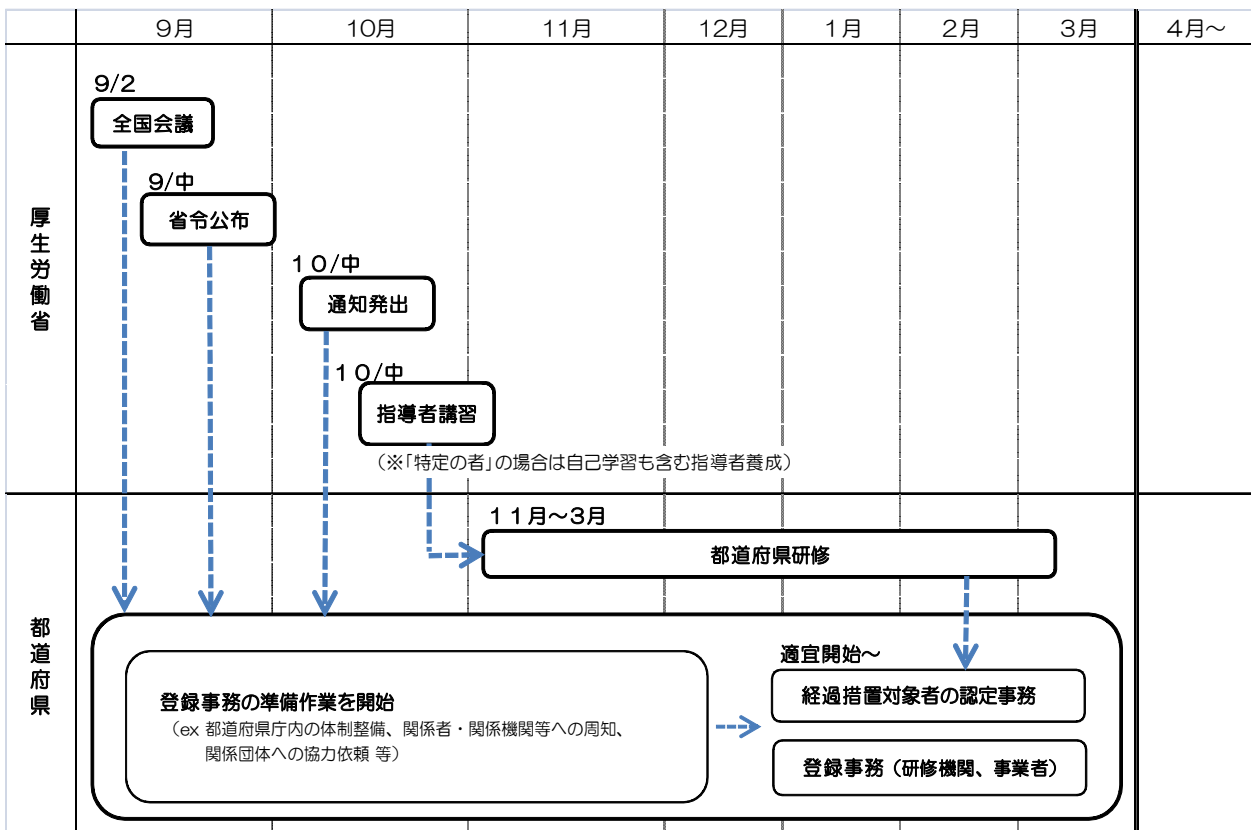 9月
10月
11月
12月
1月
2月
3月
4月～
厚生労働省
9/2
全国会議
9/中
省令公布
10/中
通知発出
10/中
指導者講習
（※「特定の者」の場合は自己学習も含む指導者養成）
都道府県
11月～3月
都道府県研修
登録事務の準備作業を開始
（ex 都道府県庁内の体制整備、関係者・関係機関等への周知、
関係団体への協力依頼 等）
適宜開始～
経過措置対象者の認定事務
登録事務（研修機関、事業者）